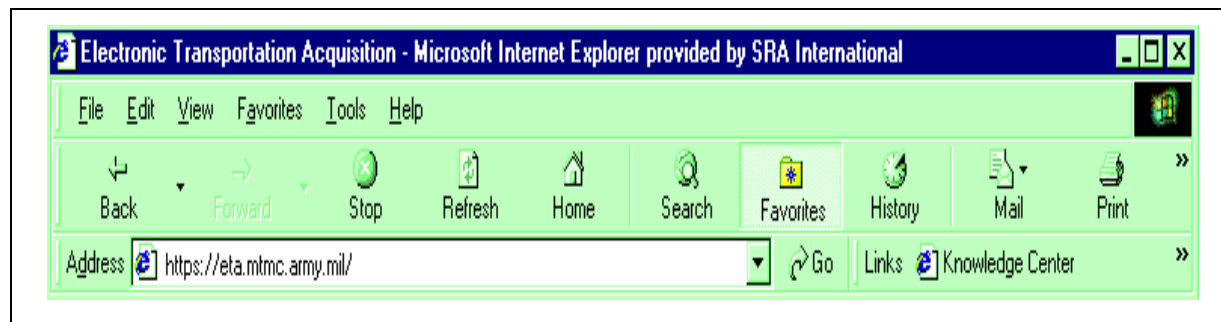 Electronic Transportation Acquisition - Microsoft Internet Explorer provided by SRA International
File Edit View Favorites Tools Help
Back Forward Stop Refresh Home Search Favorites History Mail Print »
Address https://eta.mtmc.army.mil/ Go Links Knowledge Center »